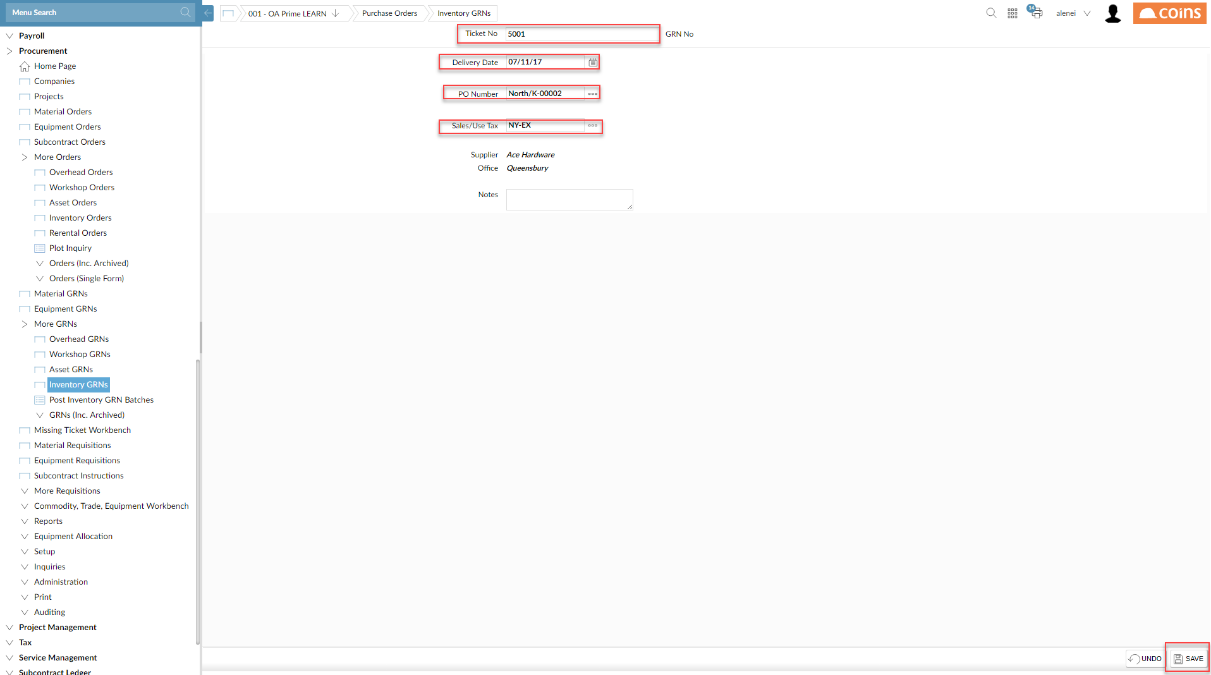 Menu Search
001 - OA Prime LEARN
Purchase Orders
Inventory GRNs
alenei
coins
Payroll
Procurement
Home Page
Companies
Projects
Material Orders
Equipment Orders
Subcontract Orders
More Orders
Overhead Orders
Workshop Orders
Asset Orders
Inventory Orders
Rerental Orders
Plot Inquiry
Orders (Inc. Archived)
Orders (Single Form)
Material GRNs
Equipment GRNs
More GRNs
Overhead GRNs
Workshop GRNs
Asset GRNs
Inventory GRNs
Post Inventory GRN Batches
GRNs (Inc. Archived)
Missing Ticket Workbench
Material Requisitions
Equipment Requisitions
Subcontract Instructions
More Requisitions
Commodity, Trade, Equipment Workbench
Reports
Equipment Allocation
Setup
Inquiries
Administration
Print
Auditing
Project Management
Tax
Service Management
Subcontract Ledger
Ticket No 5001 GRN No
Delivery Date 07/11/17
PO Number North/K-00002
Sales/Use Tax NY-EX
Supplier Ace Hardware
Office Queensbury
Notes
UNDO SAVE